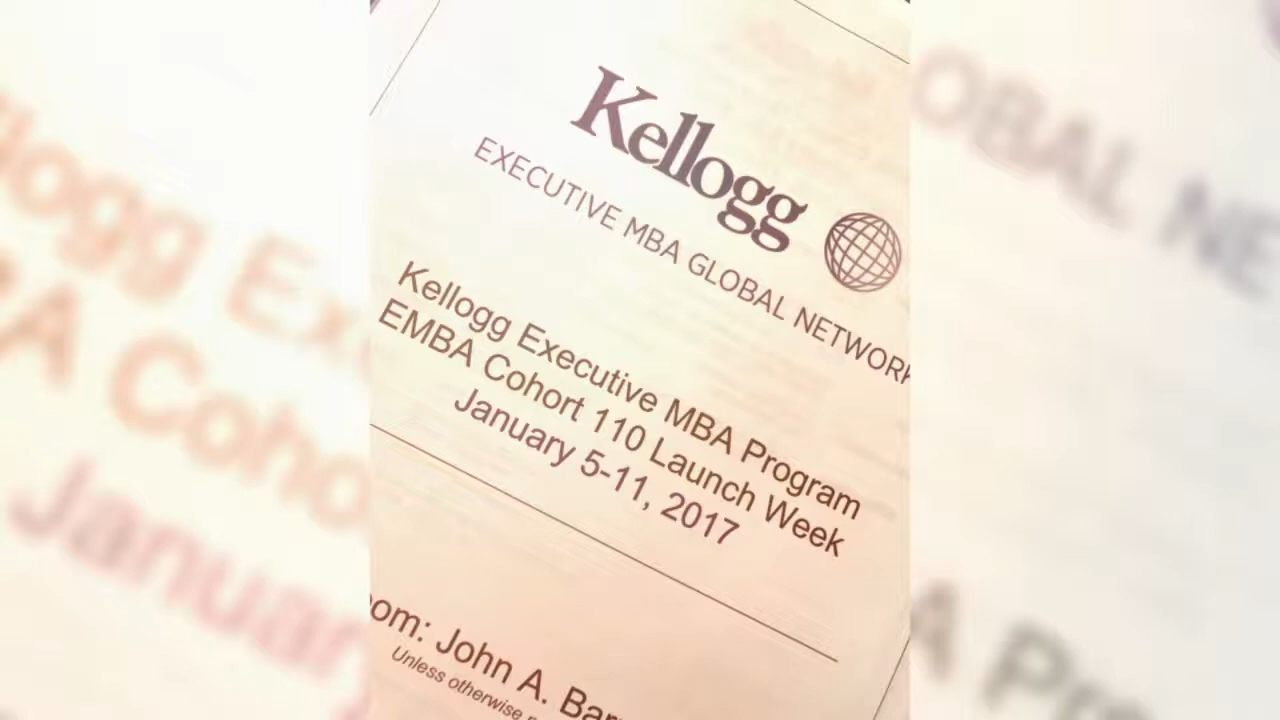 Kellogg
EXECUTIVE MBA GLOBAL NETWORK
Kellogg Executive MBA Program
EMBA Cohort 110 Launch Week
January 5-11, 2017
John A.
Unless otherwise